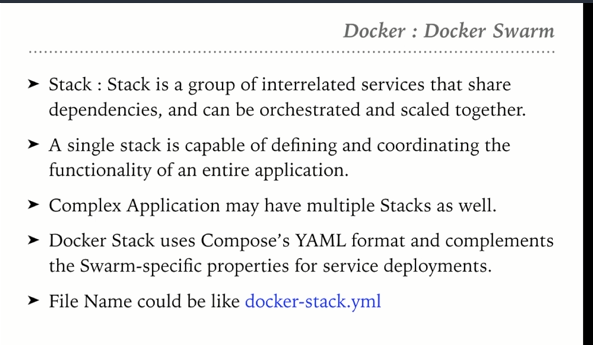 Docker : Docker Swarm
➤ Stack : Stack is a group of interrelated services that share
dependencies, and can be orchestrated and scaled together.
➤ A single stack is capable of defining and coordinating the
functionality of an entire application.
➤ Complex Application may have multiple Stacks as well.
➤ Docker Stack uses Compose’s YAML format and complements
the Swarm-specific properties for service deployments.
➤ File Name could be like docker-stack.yml